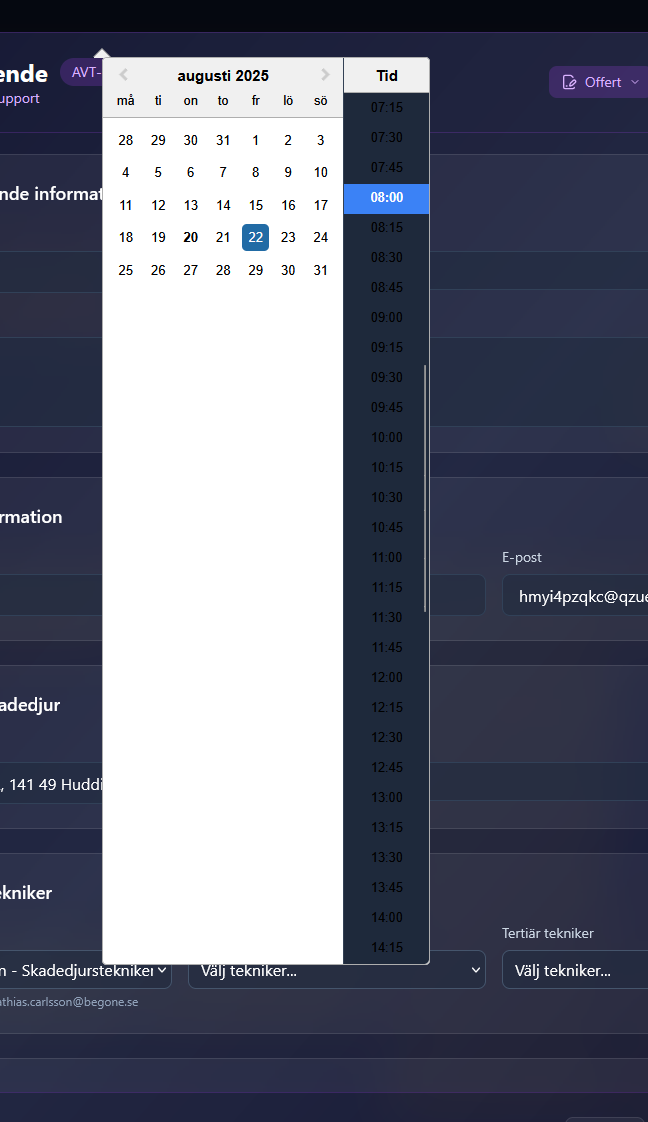 ende
AVT-
upport
Offert
augusti 2025
må ti on to fr lö sö
28 29 30 31 1 2 3
4 5 6 7 8 9 10
11 12 13 14 15 16 17
18 19 20 21 22 23 24
25 26 27 28 29 30 31
Tid
07:15
07:30
07:45
08:00
08:15
08:30
08:45
09:00
09:15
09:30
09:45
10:00
10:15
10:30
10:45
11:00
11:15
11:30
11:45
12:00
12:15
12:30
12:45
13:00
13:15
13:30
13:45
14:00
14:15
nde informat
rmation
E-post
hmyi4pzqkc@qzue
adedjur
, 141 49 Huddi
ekniker
Tertiär tekniker
n - Skadedjurstekniker
Välj tekniker...
Välj tekniker...
athias.carlsson@begone.se